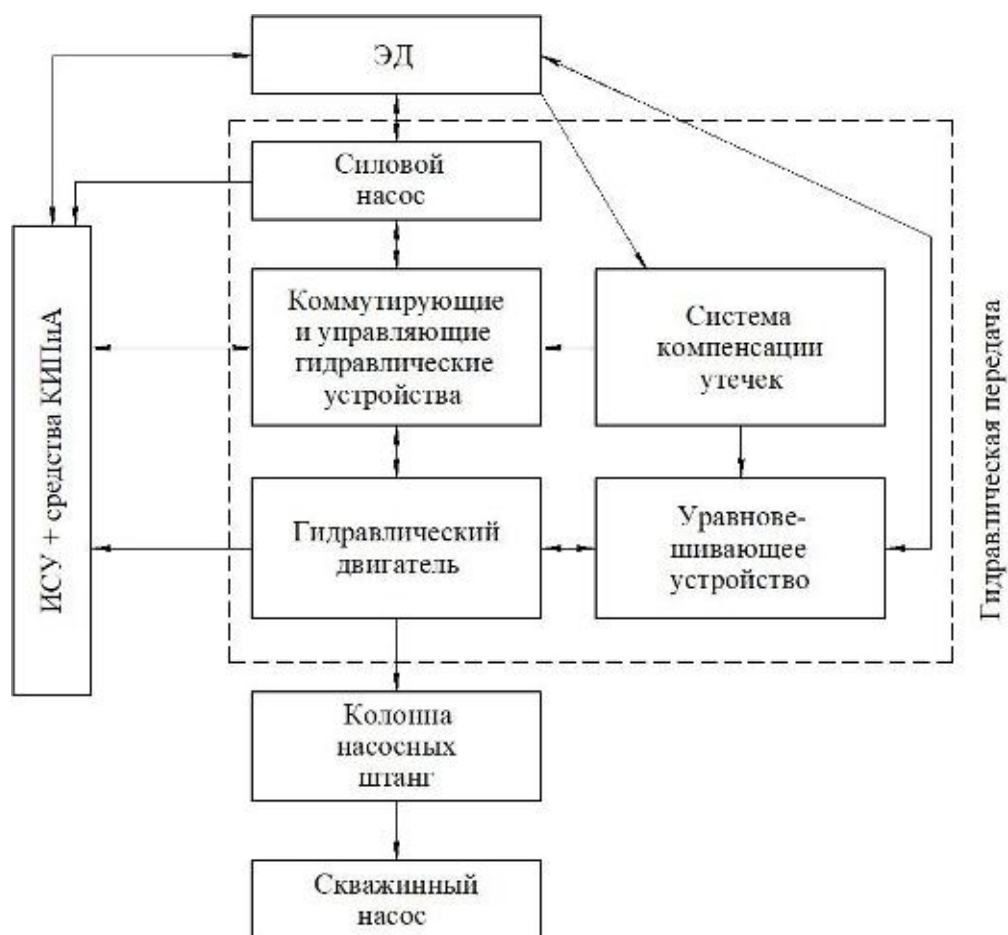 ЭД
Силовой
насос
Коммутирующие
и управляющие
гидравлические
устройства
Система
компенсации
утечек
Гидравлический
двигатель
Уравнове-
шивающее
устройство
Колонна
насосных
штанг
Скважинный
насос
ИСУ + средства КИПиА
Гидравлическая передача